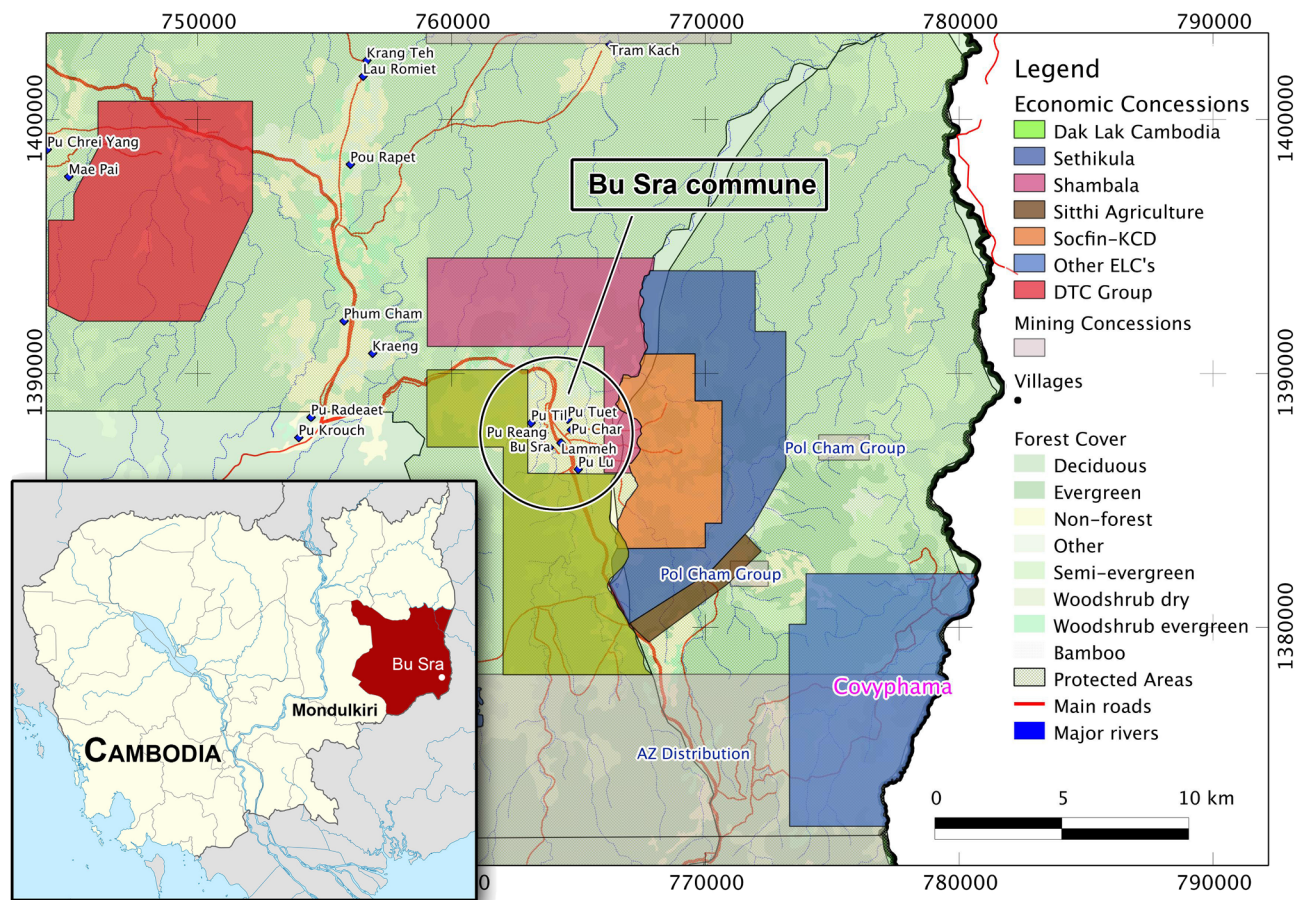 750000
760000
770000
780000
790000
1400000
1390000
1400000
1390000
1380000
Krang Teh
Lau Romiet
Tram Kach
Pu Chrei Yang
Mae Pai
Pou Rapet
Bu Sra commune
Phum Cham
Kraeng
Pu Radeaet
Pu Krouch
Pu Til
Pu Tuet
Pu Reang
Pu Char
Bu Sra
Lammeh
Pu Lu
Pol Cham Group
Pol Cham Group
Covyphama
AZ Distribution
Legend
Economic Concessions
Dak Lak Cambodia
Sethikula
Shambala
Sitthi Agriculture
Socfin-KCD
Other ELC's
DTC Group
Mining Concessions
Villages
Forest Cover
Deciduous
Evergreen
Non-forest
Other
Semi-evergreen
Woodshrub dry
Woodshrub evergreen
Bamboo
Protected Areas
Main roads
Major rivers
0 5 10 km
Bu Sra
Mondulkiri
CAMBODIA
770000
780000
790000